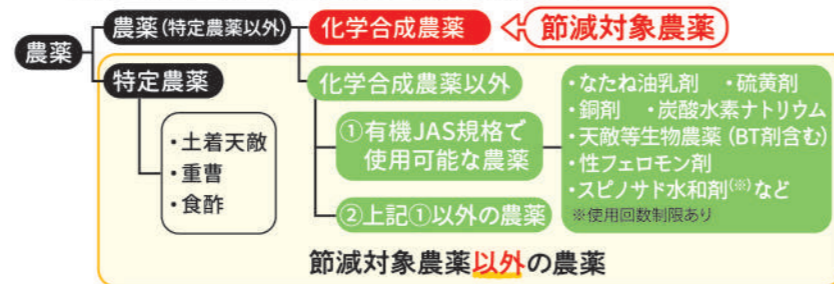 農薬
農薬(特定農薬以外)
化学合成農薬
節減対象農薬
特定農薬
・土着天敵
・重曹
・食酢
化学合成農薬以外
①有機JAS規格で
使用可能な農薬
②上記①以外の農薬
・なたね油乳剤 ・硫黄剤
・銅剤 ・炭酸水素ナトリウム
・天敵等生物農薬(BT剤含む)
・性フェロモン剤
・スピノサド水和剤(※)など
※使用回数制限あり
節減対象農薬以外の農薬